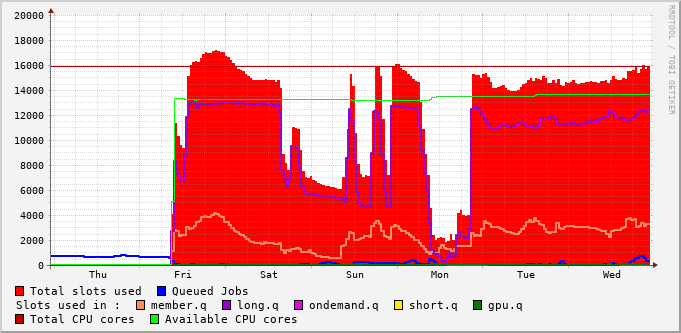 20000
18000
16000
14000
12000
10000
8000
6000
4000
2000
0
Thu Fri Sat Sun Mon Tue Wed
RRDTOOL / TOBI OETIKER
Total slots used Queued Jobs
Slots used in : member.q long.q ondemand.q short.q gpu.q
Total CPU cores Available CPU cores